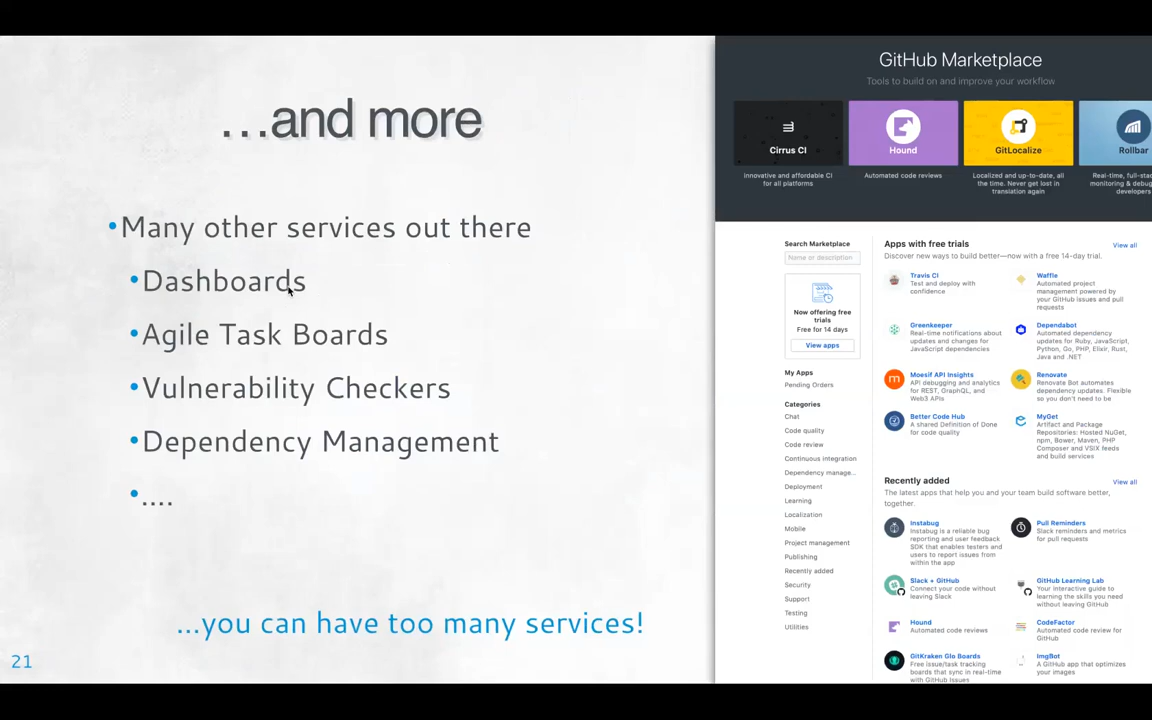 …and more
•Many other services out there
•Dashboards
•Agile Task Boards
•Vulnerability Checkers
•Dependency Management
•....
...you can have too many services!
21
GitHub Marketplace
Tools to build on and improve your workflow
Cirrus CI
Innovative and affordable CI
for all platforms
Hound
Automated code reviews
GitLocalize
Localized and up-to-date, all
the time. Never get lost in
translation again
Rollbar
Real-time, full-stac
monitoring & debug
developers
Search Marketplace
Name or description
Now offering free
trials
Free for 14 days
View apps
My Apps
Pending Orders
Categories
Chat
Code quality
Code review
Continuous integration
Dependency manage...
Deployment
Learning
Localization
Mobile
Project management
Publishing
Recently added
Security
Support
Testing
Utilities
Apps with free trials
View all
Discover new ways to build better—now with a free 14-day trial.
Travis CI
Test and deploy with
confidence
Waffle
Automated project
management powered by
your GitHub issues and pull
requests
Greenkeeper
Real-time notifications about
updates and changes for
JavaScript dependencies
Dependabot
Automated dependency
updates for Ruby, JavaScript,
Python, Go, PHP, Elixir, Rust,
Java and .NET
Moesif API Insights
API debugging and analytics
for REST, GraphQL, and
Web3 APIs
Renovate
Renovate Bot automates
dependency updates. Flexible
so you don't need to be
Better Code Hub
A shared Definition of Done
for code quality
MyGet
Artifact and Package
Repositories: Hosted NuGet,
npm, Bower, Maven, PHP
Composer and VSIX feeds
and build services
Recently added
View all
The latest apps that help you and your team build software better,
together.
Instabug
Instabug is a reliable bug
reporting and user feedback
SDK that enables testers and
users to report issues from
within the app
Pull Reminders
Slack reminders and metrics
for pull requests
Slack + GitHub
Connect your code without
leaving Slack
GitHub Learning Lab
Your interactive guide to
learning the skills you need
without leaving GitHub
Hound
Automated code reviews
CodeFactor
Automated code review for
GitHub
GitKraken Glo Boards
Free issue/task tracking
boards that sync in real-time
with GitHub Issues
ImgBot
A GitHub app that optimizes
your images